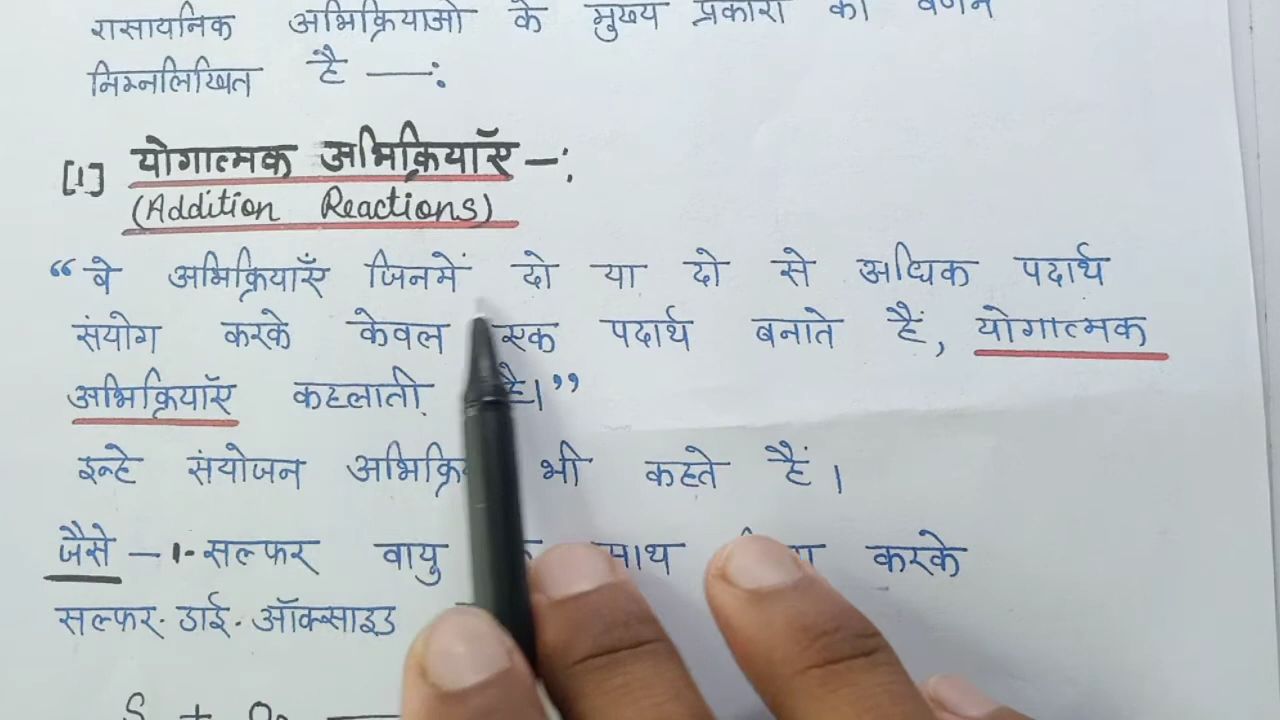 रासायनिक अभिक्रियाओं के मुख्य प्रकारों का वर्णन
निम्नलिखित है —:
[1] योगात्मक अभिक्रियाएँ —:
(Addition Reactions)
“ वे अभिक्रियाएँ जिनमें दो या दो से अधिक पदार्थ
संयोग करके केवल एक पदार्थ बनाते हैं, योगात्मक
अभिक्रियाएँ कहलाती है।”
इन्हे संयोजन अभिक्रि भी कहते हैं ।
जैसे — 1. सल्फर वायु साथ करके
सल्फर. डाई. ऑक्साइड
S + O₂